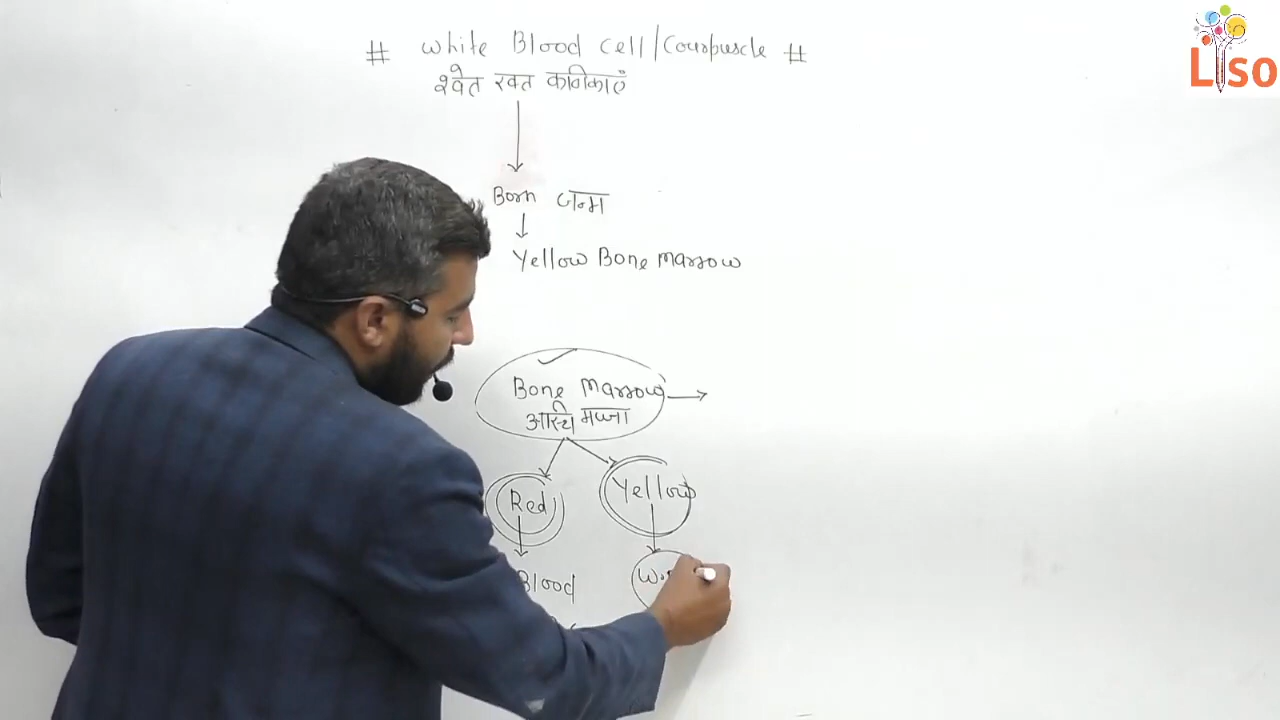 # White Blood Cell/Courpuscle #
श्वेत रक्त कणिकाएं
Born जन्म
Yellow Bone Marrow
Bone Marrow
अस्थि मज्जा
Red
Yellow
Blood
Liso